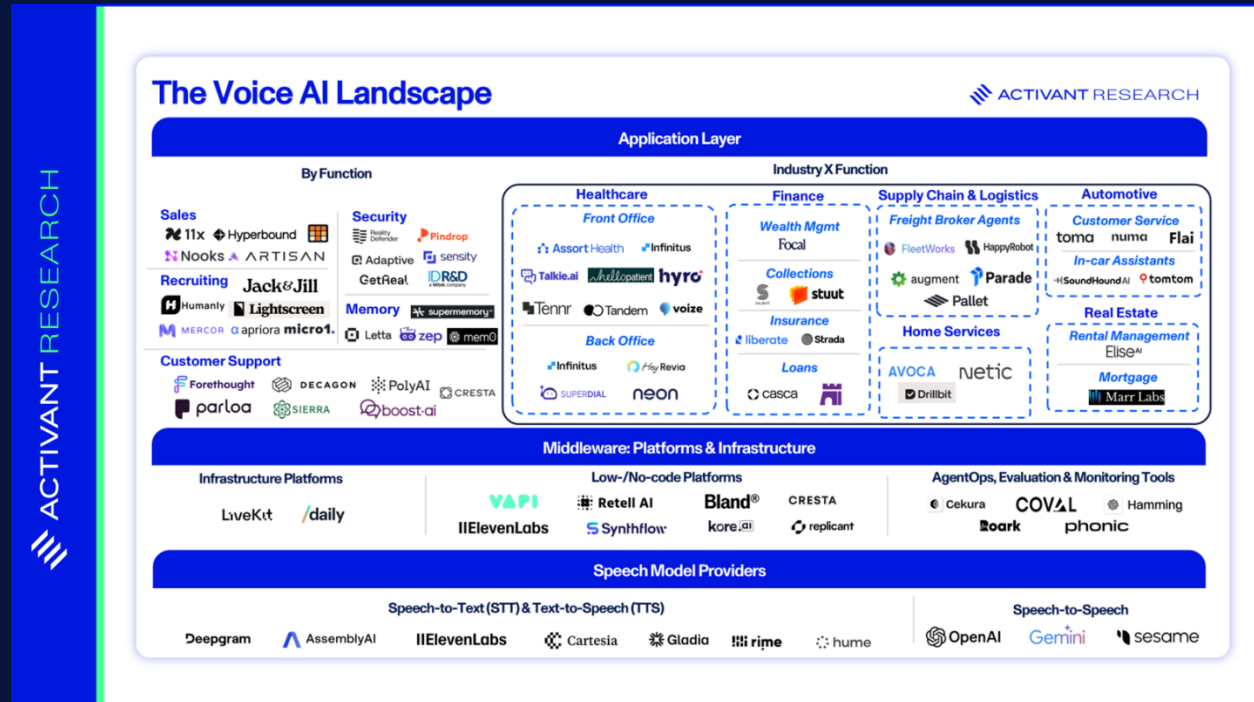 ACTIVANT RESEARCH
The Voice AI Landscape
ACTIVANT RESEARCH
Application Layer
By Function
Sales
11x Hyperbound
Nooks ARTISAN
Recruiting Jack&Jill
Humanly Lightscreen
MERCOR apriora micro1.
Security
Reality Defender Pindrop
Adaptive sensity
GetReal ID R&D
a Mitek company
Memory supermemory
Letta zep mem0
Customer Support
Forethought DECAGON PolyAI CRESTA
parloa SIERRA boost·ai
Industry X Function
Healthcare
Front Office
Assort Health Infinitus
Talkie.ai hellopatient hyro
Tennr Tandem voize
Back Office
Infinitus Hey Revia
SUPERDIAL neon
Finance
Wealth Mgmt
Focal
Collections
SALIENT stuut
Insurance
liberate Strada
Loans
casca
Supply Chain & Logistics
Freight Broker Agents
FleetWorks HappyRobot
augment Parade
Pallet
Home Services
AVOCA Netic
Drillbit
Automotive
Customer Service
toma numa Flai
In-car Assistants
SoundHound AI tomtom
Real Estate
Rental Management
Elise AI
Mortgage
Marr Labs
Middleware: Platforms & Infrastructure
Infrastructure Platforms
LiveKit daily
Low-/No-code Platforms
VAPI Retell AI Bland® CRESTA
IIElevenLabs Synthflow kore.ai replicant
AgentOps, Evaluation & Monitoring Tools
Cekura COVAL Hamming
Roark phonic
Speech Model Providers
Speech-to-Text (STT) & Text-to-Speech (TTS)
Deepgram AssemblyAI IIElevenLabs Cartesia Gladia rime hume
Speech-to-Speech
OpenAI Gemini sesame